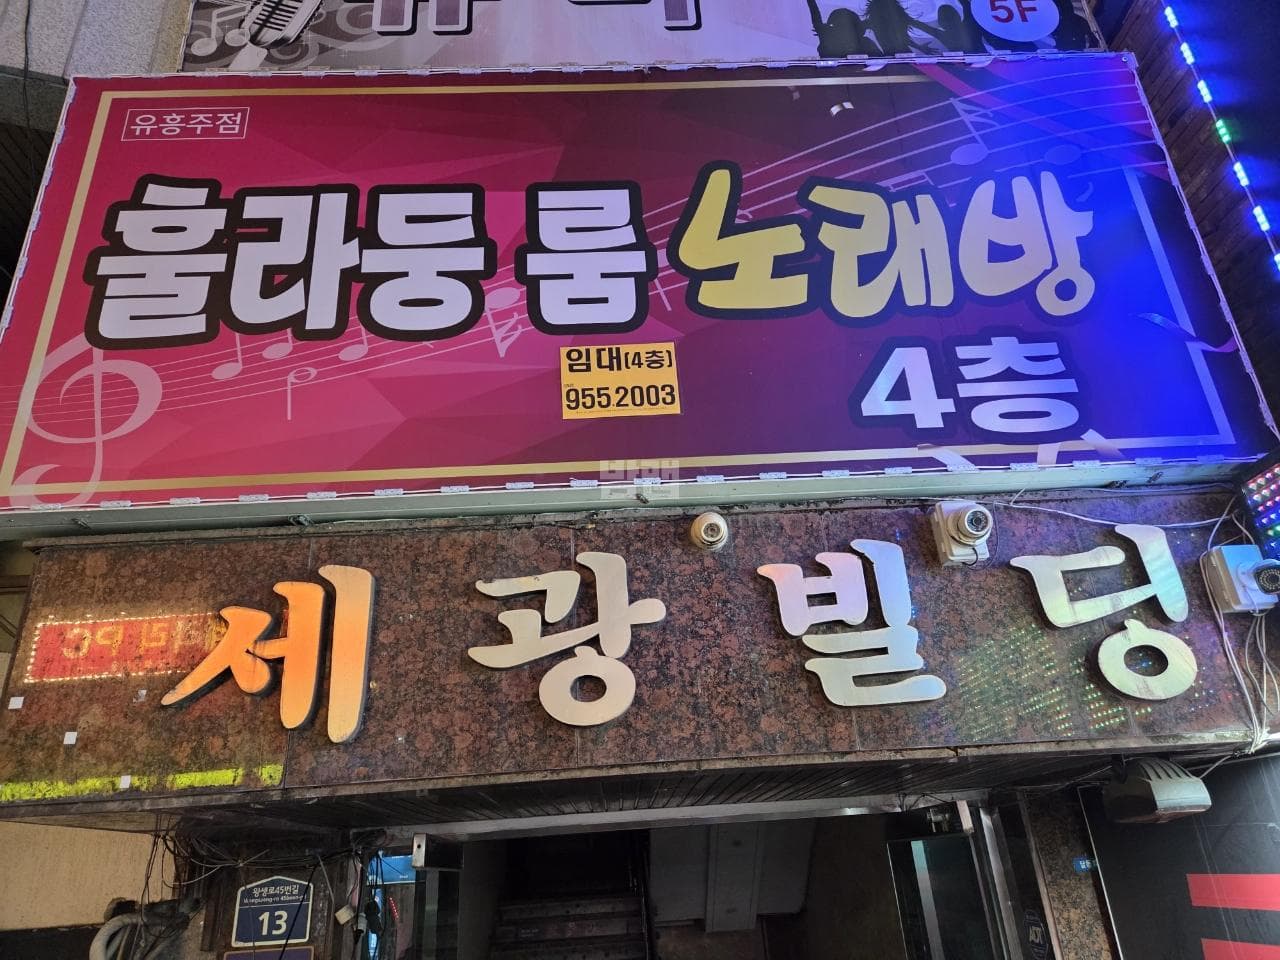 5F
유흥주점
훌라둥 룸 노래방
임대(4층)
955.2003
4층
세광빌딩
왕생로45번길
13